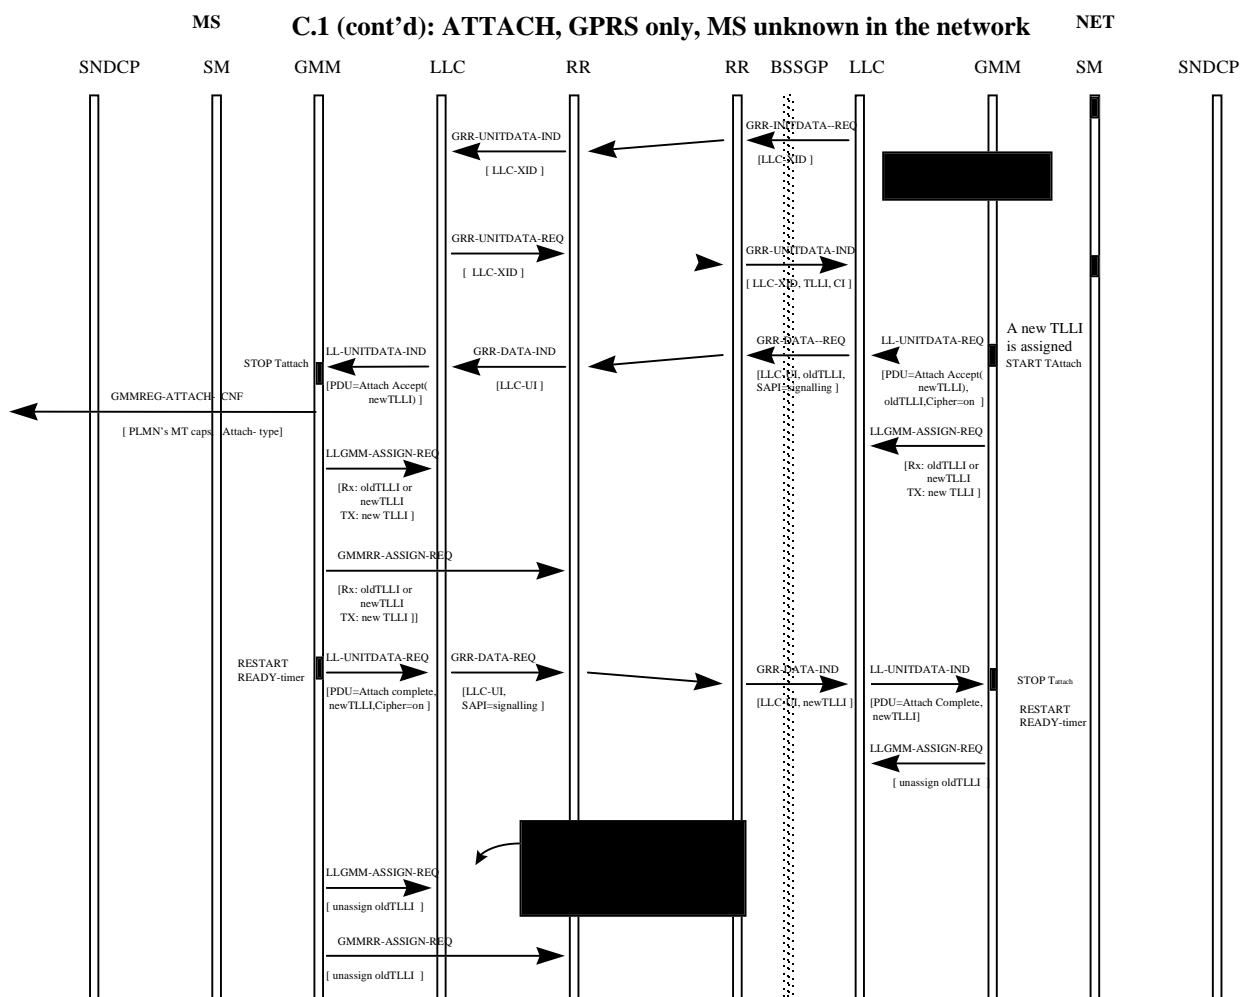 MS
C.1 (cont'd): ATTACH, GPRS only, MS unknown in the network
NET
SNDCP SM GMM LLC RR RR BSSGP LLC GMM SM SNDCP
GRR-UNITDATA-IND
GRR-INITDATA--REQ
[ LLC-XID ]
[LLC-XID ]
GRR-UNITDATA-REQ
GRR-UNITDATA-IND
[ LLC-XID ]
[ LLC-XID, TLLI, CI ]
A new TLLI
is assigned
START TAttach
STOP Tattach
LL-UNITDATA-IND
GRR-DATA-IND
GRR-DATA--REQ
LL-UNITDATA-REQ
[PDU=Attach Accept(
newTLLI) ]
[LLC-UI ]
[LLC-UI, oldTLLI,
SAPI=signalling ]
[PDU=Attach Accept(
newTLLI),
oldTLLI,Cipher=on ]
GMMREG-ATTACH- CNF
[ PLMN's MT caps, Attach- type]
LLGMM-ASSIGN-REQ
[Rx: oldTLLI or
newTLLI
TX: new TLLI ]
LLGMM-ASSIGN-REQ
[Rx: oldTLLI or
newTLLI
TX: new TLLI ]
GMMRR-ASSIGN-REQ
[Rx: oldTLLI or
newTLLI
TX: new TLLI ]]
RESTART
READY-timer
LL-UNITDATA-REQ
GRR-DATA-REQ
GRR-DATA-IND
LL-UNITDATA-IND
[PDU=Attach complete,
newTLLI,Cipher=on ]
[LLC-UI,
SAPI=signalling ]
[LLC-UI, newTLLI ]
[PDU=Attach Complete,
newTLLI]
STOP Tattach
RESTART
READY-timer
LLGMM-ASSIGN-REQ
[ unassign oldTLLI ]
LLGMM-ASSIGN-REQ
[ unassign oldTLLI ]
GMMRR-ASSIGN-REQ
[ unassign oldTLLI ]